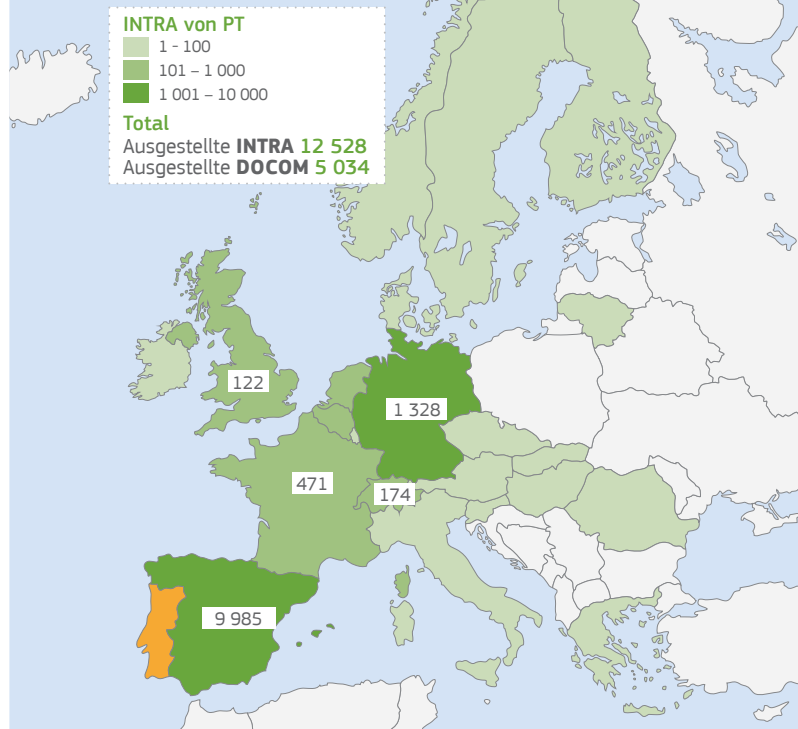 INTRA von PT
1 - 100
101 – 1 000
1 001 – 10 000
Total
Ausgestellte INTRA 12 528
Ausgestellte DOCOM 5 034
122
1 328
471
174
9 985